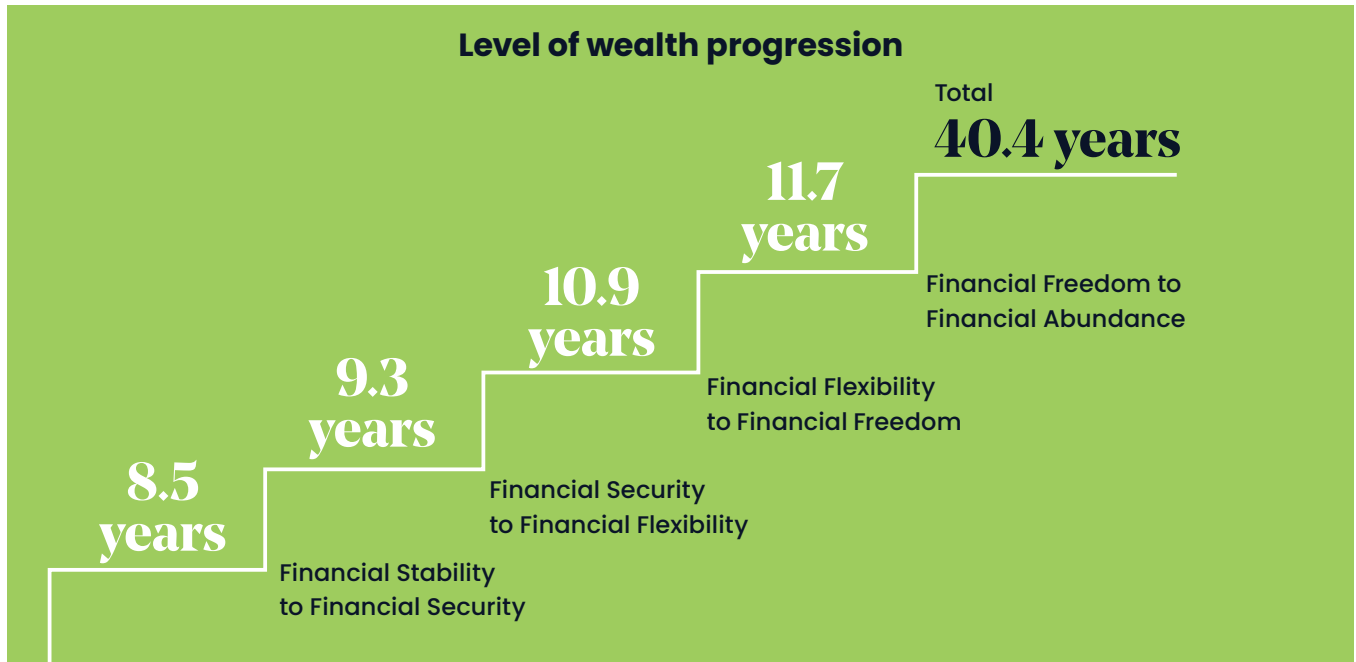 Level of wealth progression
Total
40.4 years
11.7
years
Financial Freedom to
Financial Abundance
10.9
years
Financial Flexibility
to Financial Freedom
9.3
years
Financial Security
to Financial Flexibility
8.5
years
Financial Stability
to Financial Security